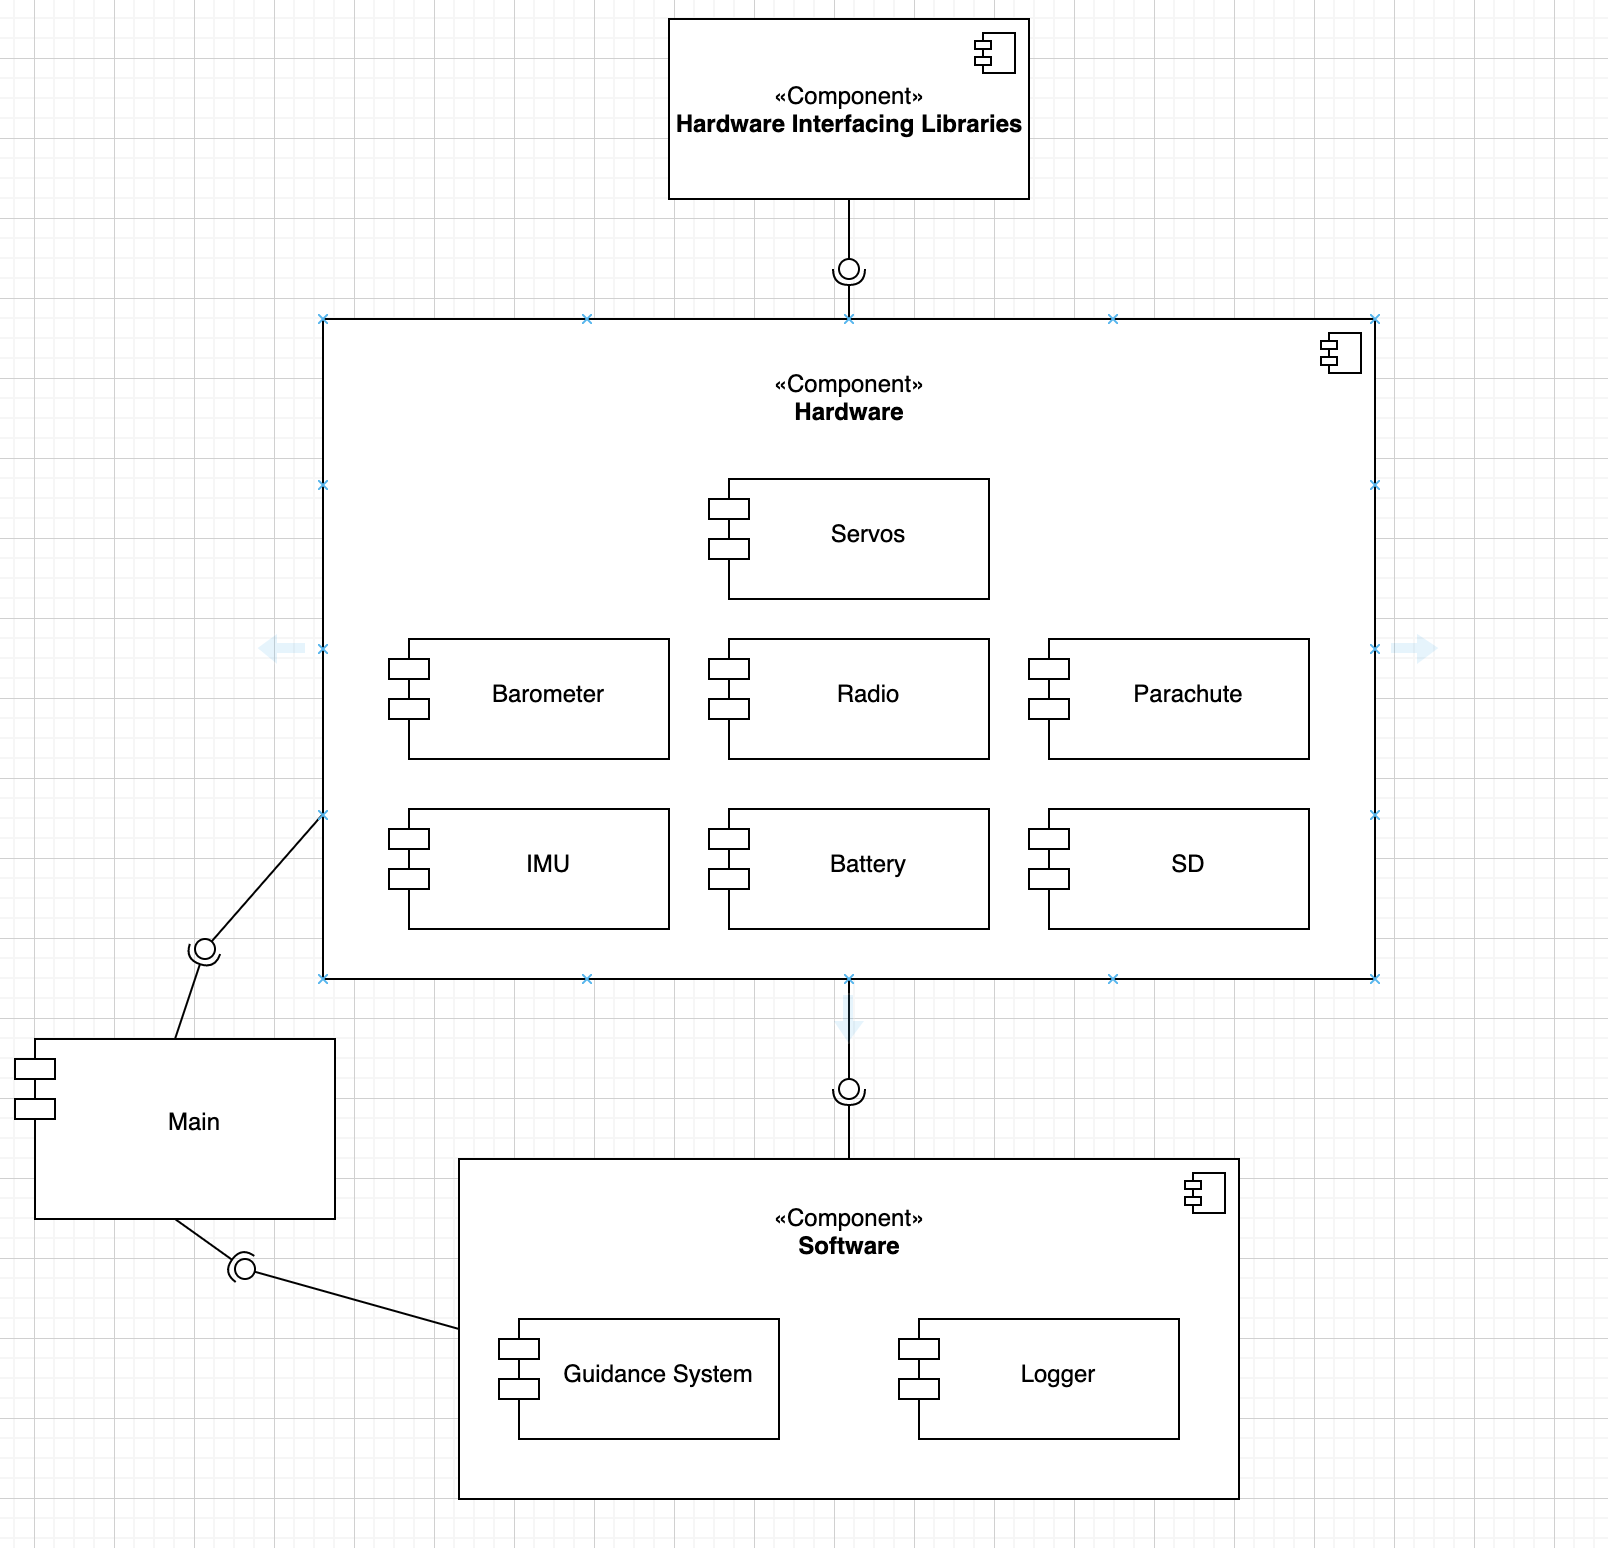 «Component»
Hardware Interfacing Libraries
«Component»
Hardware
Servos
Barometer
Radio
Parachute
IMU
Battery
SD
Main
«Component»
Software
Guidance System
Logger